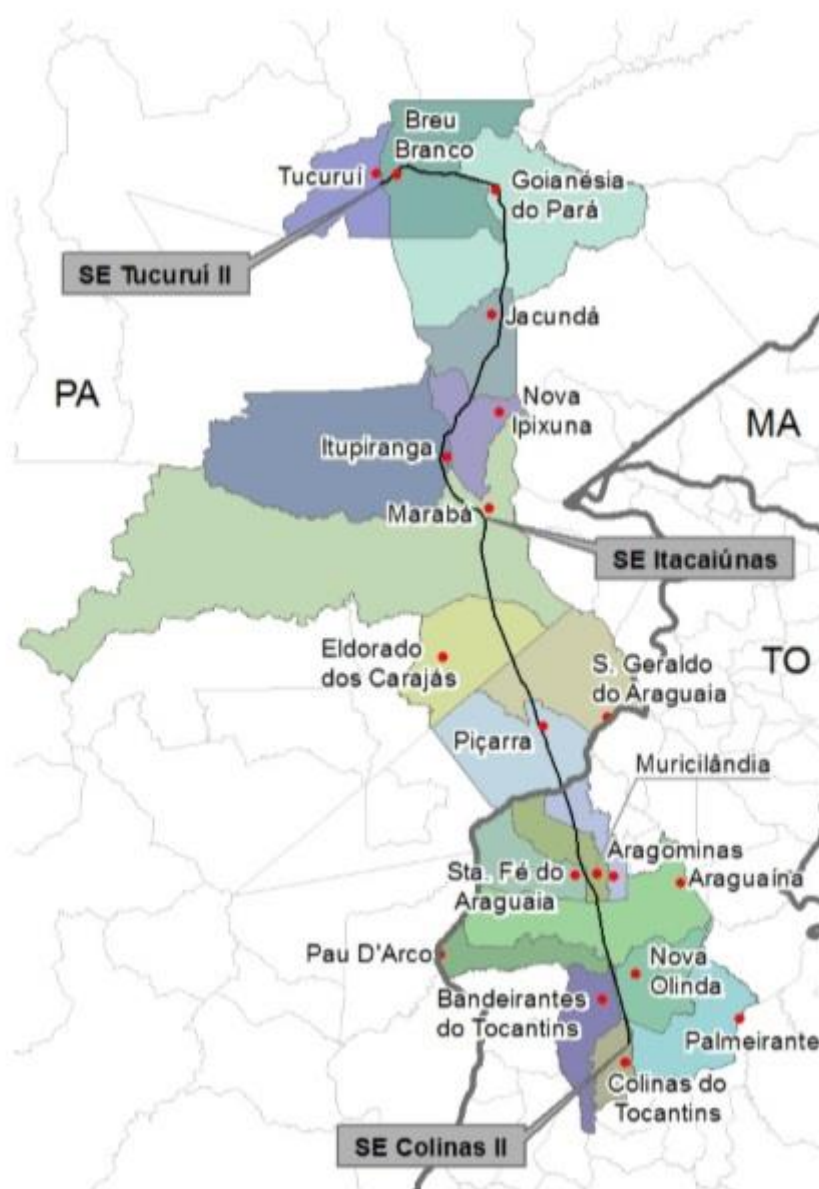 Breu
Branco
Tucuruí
Goianésia
do Pará
SE Tucuruí II
Jacundá
PA
Nova
Ipixuna
MA
Itupiranga
Marabá
SE Itacaiúnas
Eldorado
dos Carajás
S. Geraldo
do Araguaia
TO
Piçarra
Muricilândia
Aragominas
Sta. Fé do
Araguaia
Araguaína
Pau D'Arco
Nova
Olinda
Bandeirantes
do Tocantins
Palmeirante
Colinas do
Tocantins
SE Colinas II